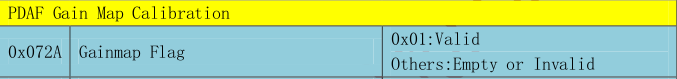 PDAF Gain Map Calibration
0x072A Gainmap Flag 0x01:Valid
Others:Empty or Invalid